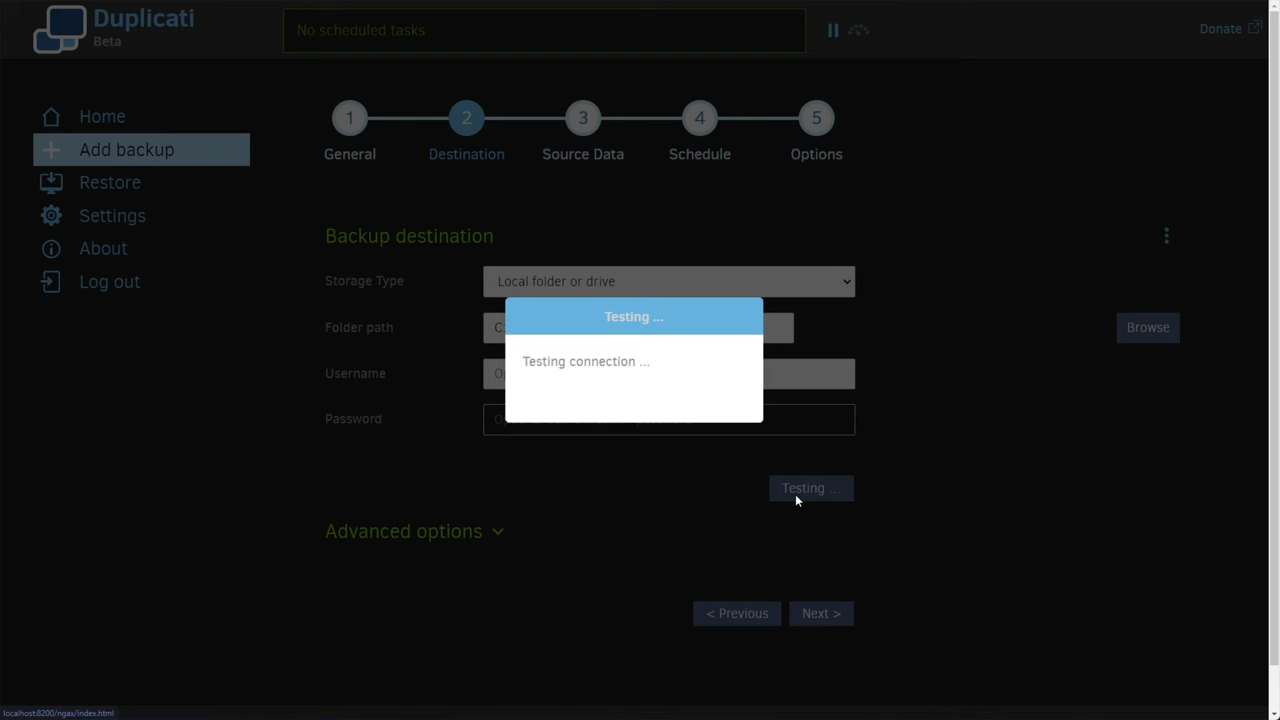 Duplicati
Beta
No scheduled tasks
Donate
Home
Add backup
Restore
Settings
About
Log out
1 2 3 4 5
General Destination Source Data Schedule Options
Backup destination
Storage Type Local folder or drive
Testing ...
Folder path C: Browse
Testing connection ...
Username
Password
Testing ...
Advanced options
< Previous Next >
localhost:8200/ngax/index.html